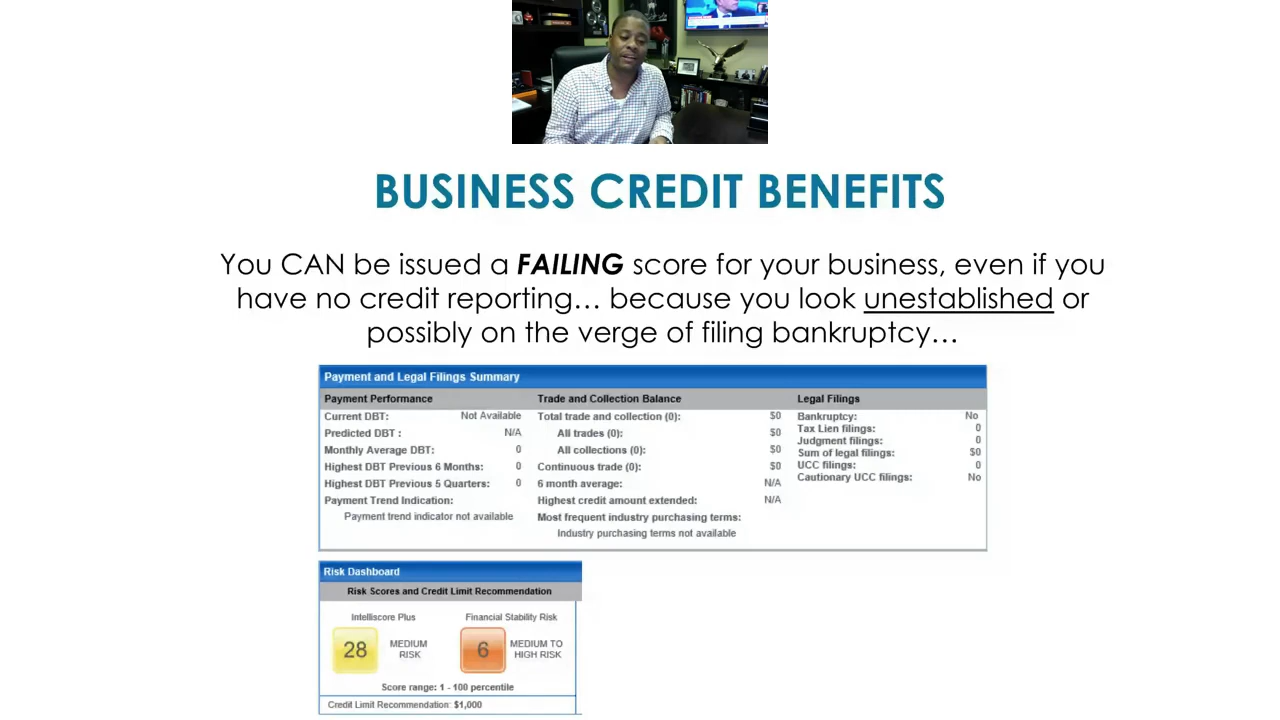 BUSINESS CREDIT BENEFITS
You CAN be issued a FAILING score for your business, even if you
have no credit reporting… because you look unestablished or
possibly on the verge of filing bankruptcy…
Payment and Legal Filings Summary
Payment Performance
Current DBT: Not Available
Predicted DBT : N/A
Monthly Average DBT: 0
Highest DBT Previous 6 Months: 0
Highest DBT Previous 5 Quarters: 0
Payment Trend Indication:
Payment trend indicator not available
Trade and Collection Balance
Total trade and collection (0): $0
All trades (0): $0
All collections (0): $0
Continuous trade (0): $0
6 month average: N/A
Highest credit amount extended: N/A
Most frequent industry purchasing terms:
Industry purchasing terms not available
Legal Filings
Bankruptcy: No
Tax Lien filings: 0
Judgment filings: 0
Sum of legal filings: $0
UCC filings: 0
Cautionary UCC filings: No
Risk Dashboard
Risk Scores and Credit Limit Recommendation
Intelliscore Plus
28 MEDIUM
RISK
Financial Stability Risk
6 MEDIUM TO
HIGH RISK
Score range: 1 - 100 percentile
Credit Limit Recommendation: $1,000